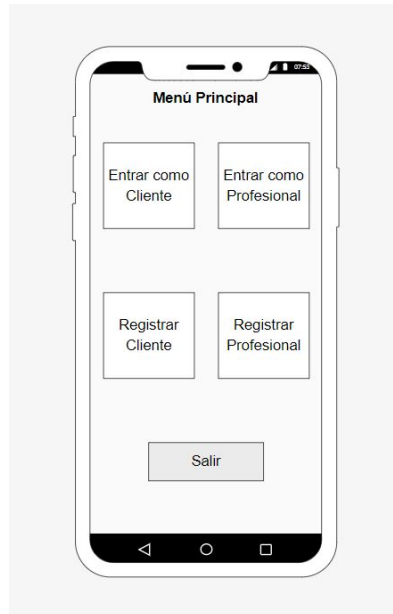 07:53
Menú Principal
Entrar como
Cliente
Entrar como
Profesional
Registrar
Cliente
Registrar
Profesional
Salir